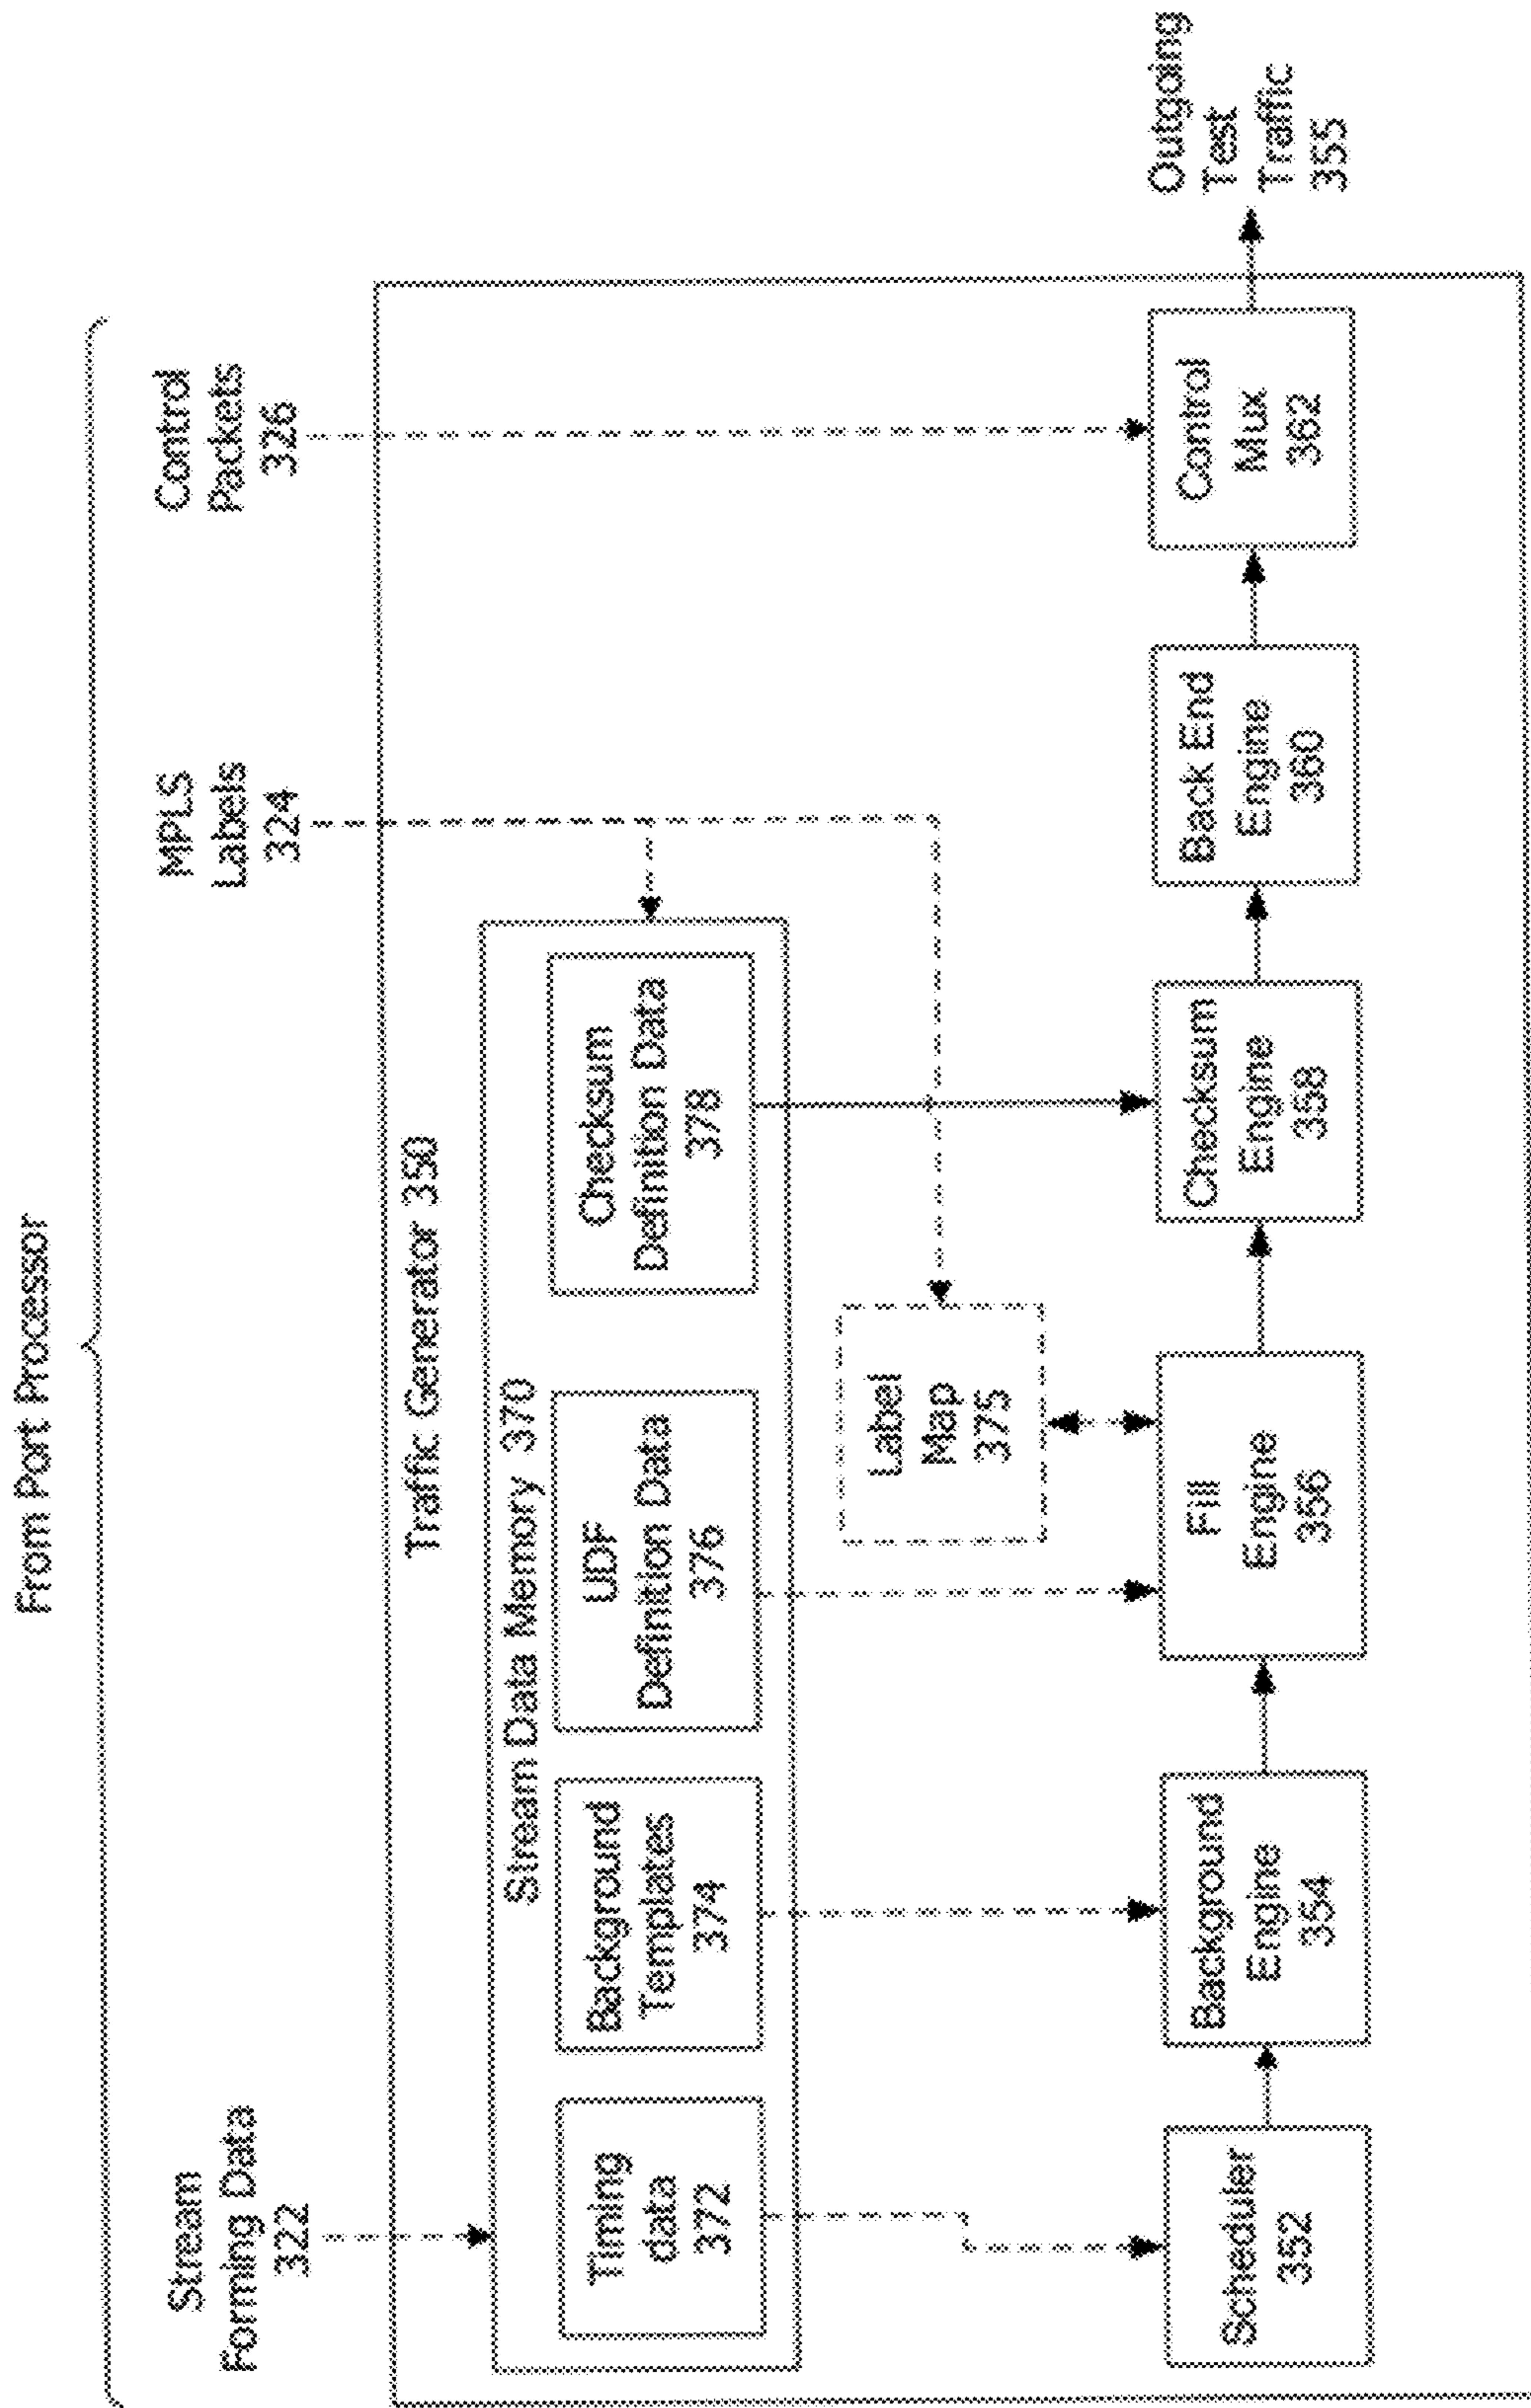 From Port Processor
Stream
Forming Data
322
MPLS
Labels
324
Control
Packets
326
Traffic Generator 350
Stream Data Memory 370
Timing
data
372
Background
Templates
374
UDF
Definition Data
376
Checksum
Definition Data
378
Label
Map
375
Scheduler
352
Background
Engine
354
Fill
Engine
356
Checksum
Engine
358
Back End
Engine
360
Control
Mux
362
Outgoing
Test
Traffic
355